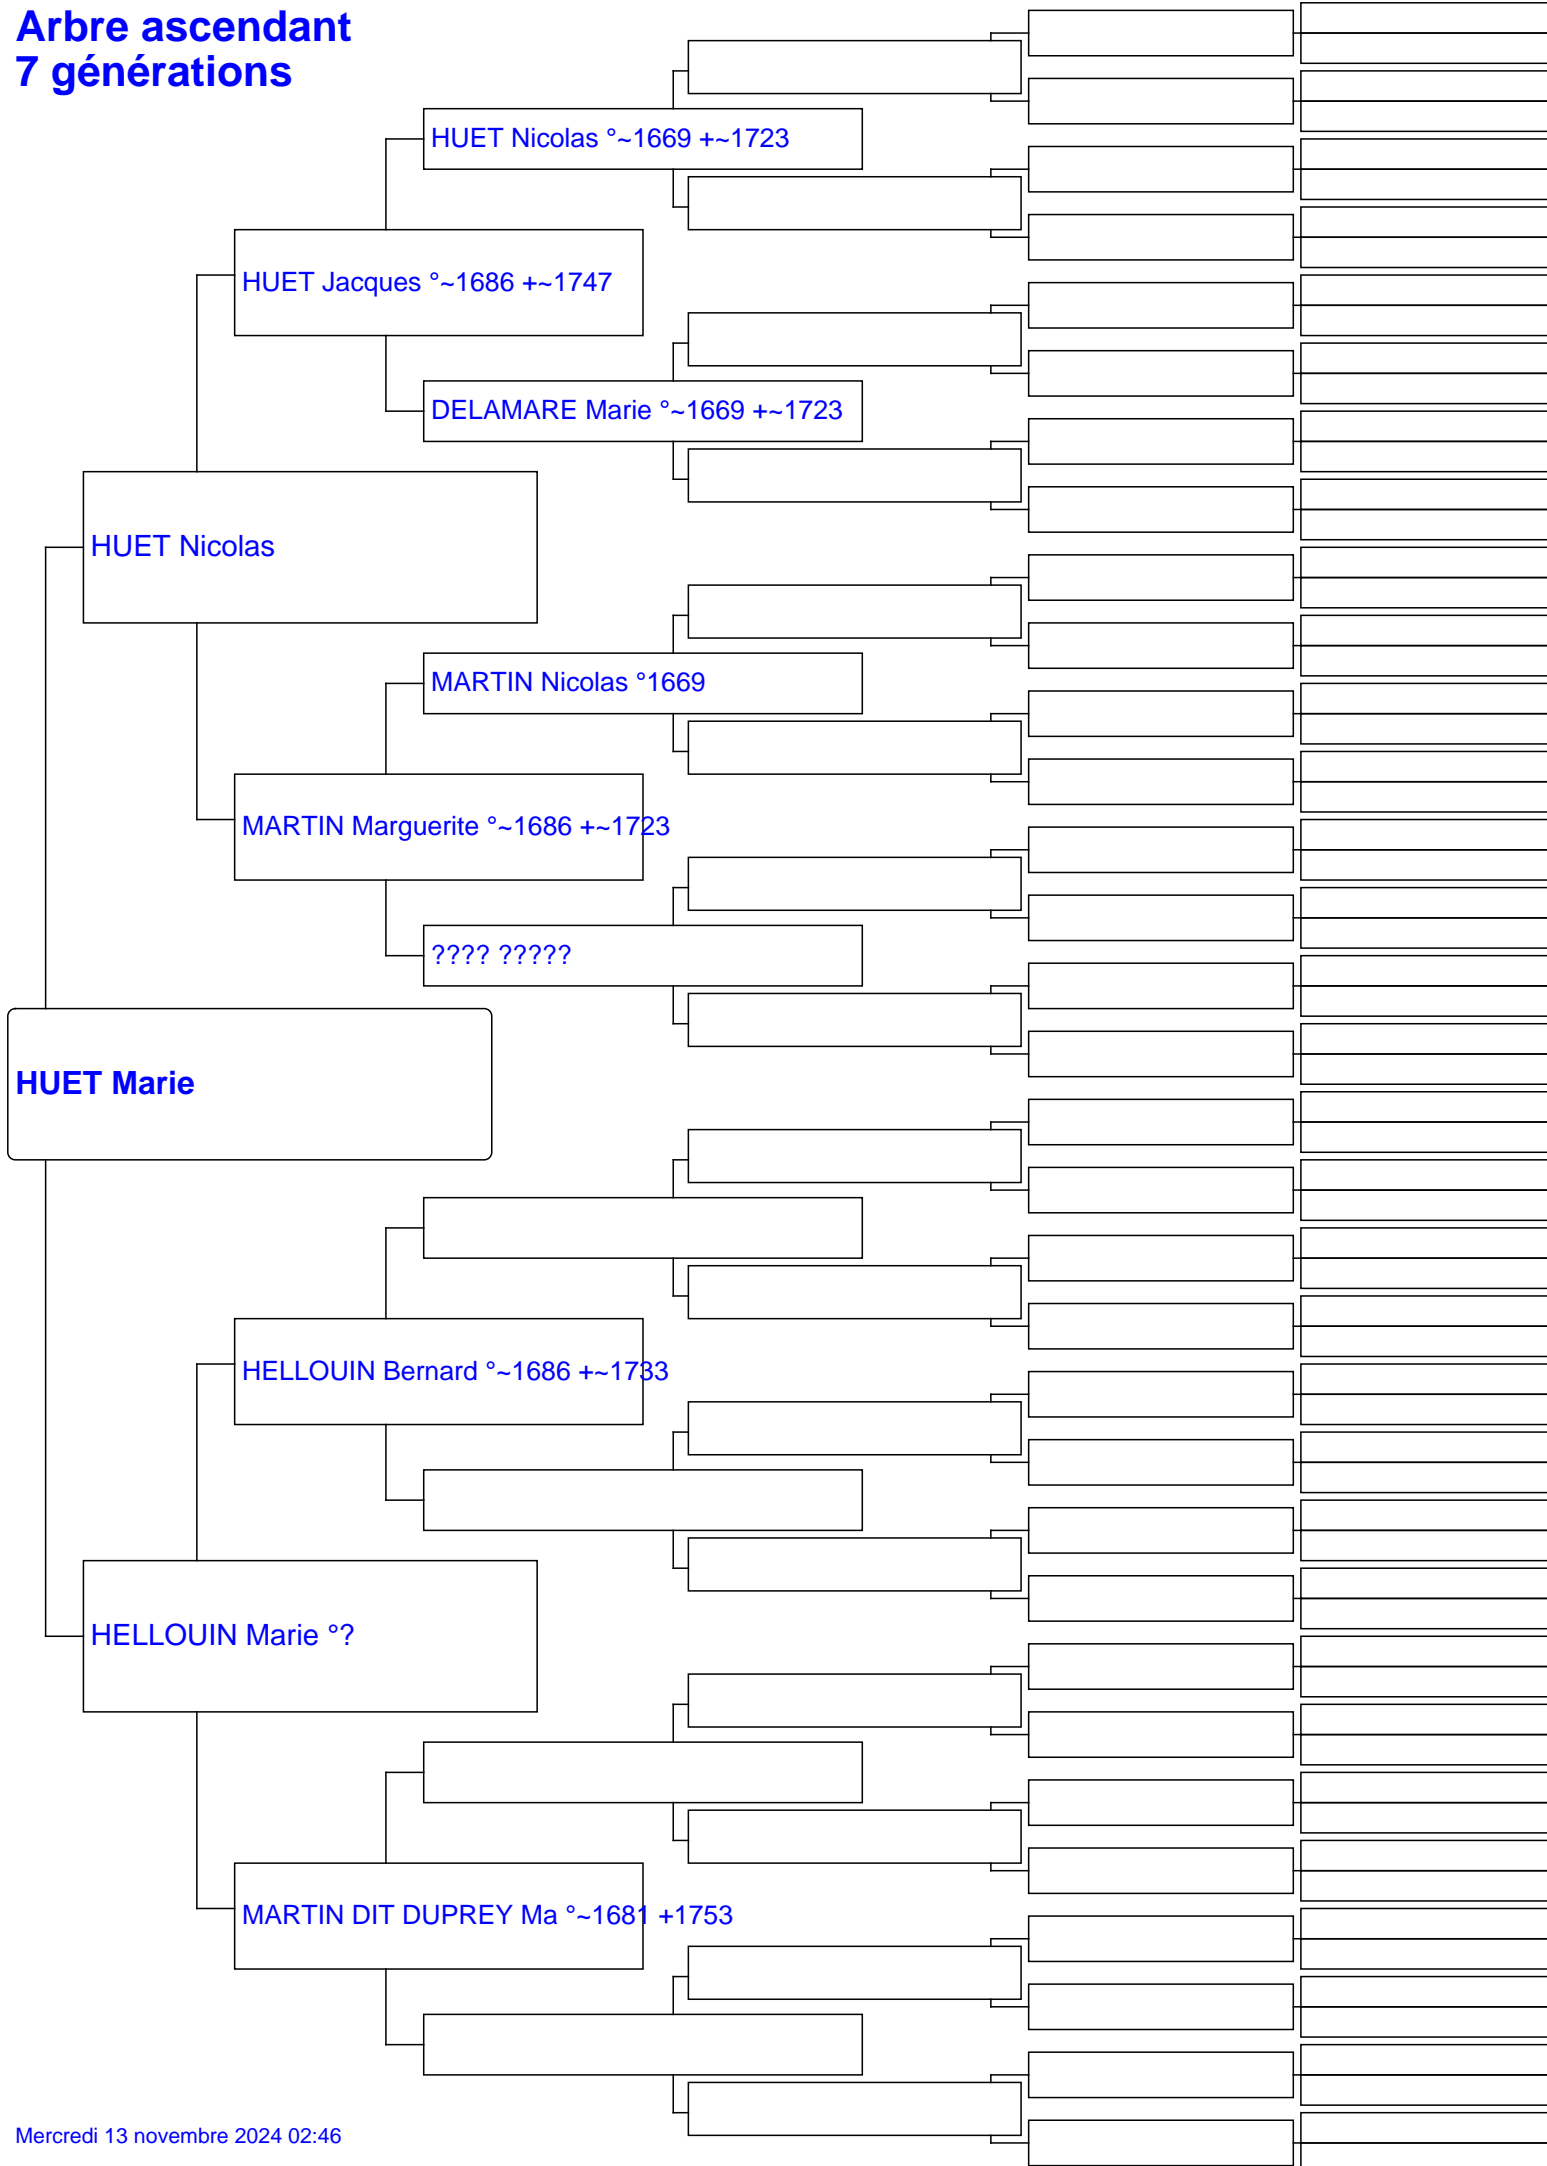 Arbre ascendant
7 générations
HUET Nicolas °~1669 +~1723
HUET Jacques °~1686 +~1747
DELAMARE Marie °~1669 +~1723
HUET Nicolas
MARTIN Nicolas °1669
MARTIN Marguerite °~1686 +~1723
???? ?????
HUET Marie
HELLOUIN Bernard °~1686 +~1733
HELLOUIN Marie °?
MARTIN DIT DUPREY Ma °~1681 +1753
Mercredi 13 novembre 2024 02:46